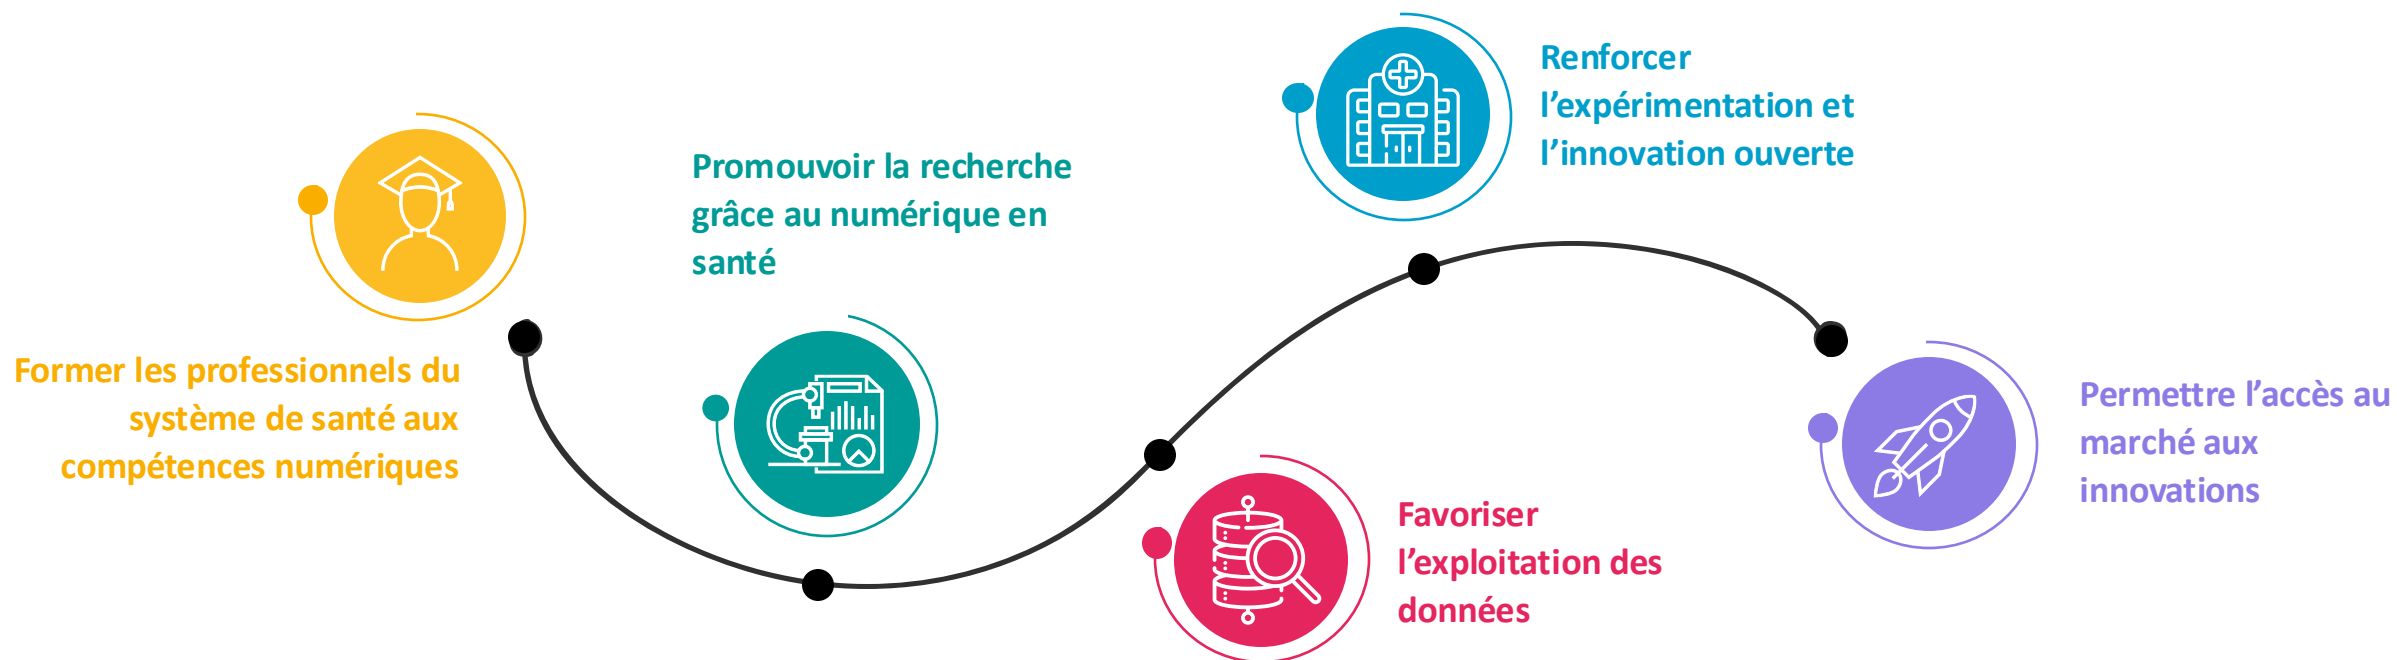 Former les professionnels du
système de santé aux
compétences numériques
Promouvoir la recherche
grâce au numérique en
santé
Favoriser
l’exploitation des
données
Renforcer
l’expérimentation et
l’innovation ouverte
Permettre l’accès au
marché aux
innovations